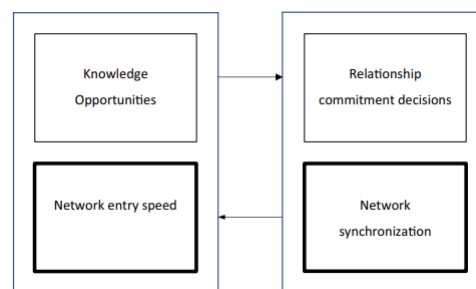 Knowledge
Opportunities
Relationship
commitment decisions
Network entry speed
Network
synchronization